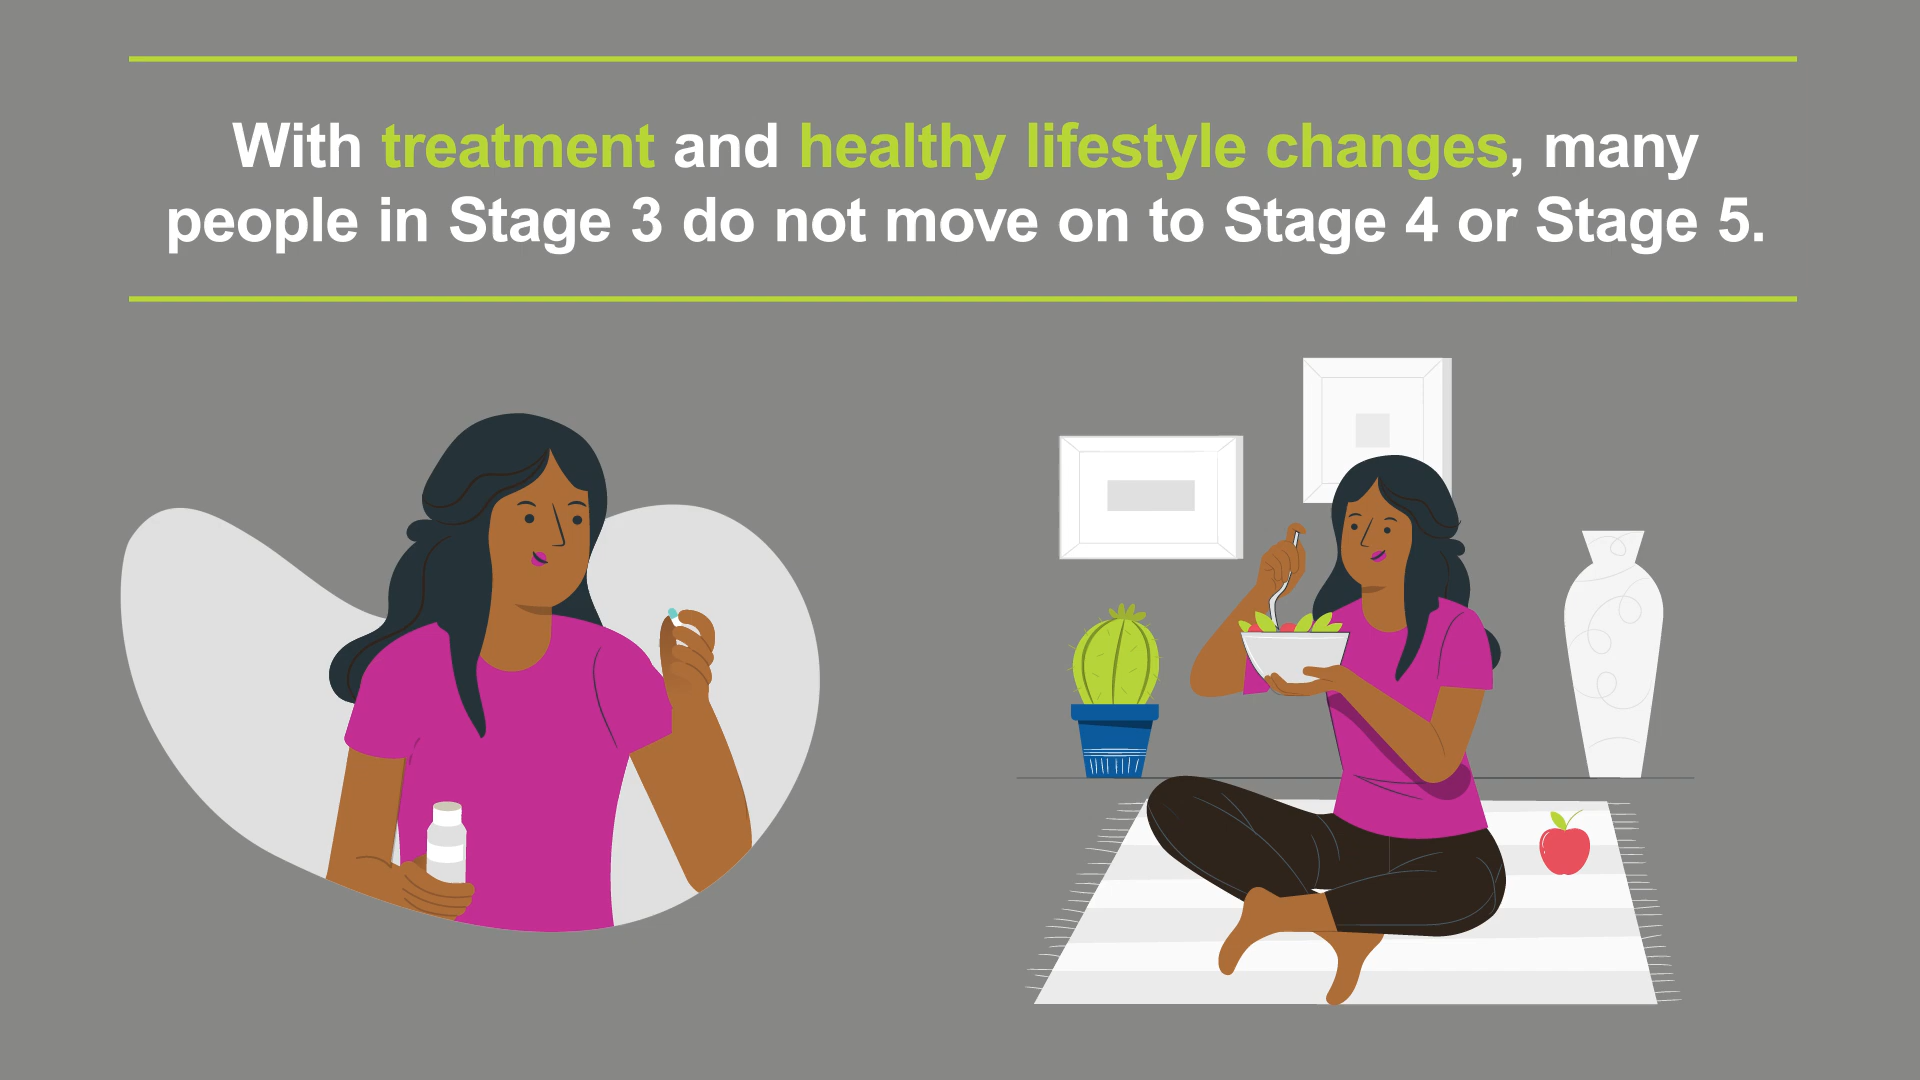 With treatment and healthy lifestyle changes, many
people in Stage 3 do not move on to Stage 4 or Stage 5.